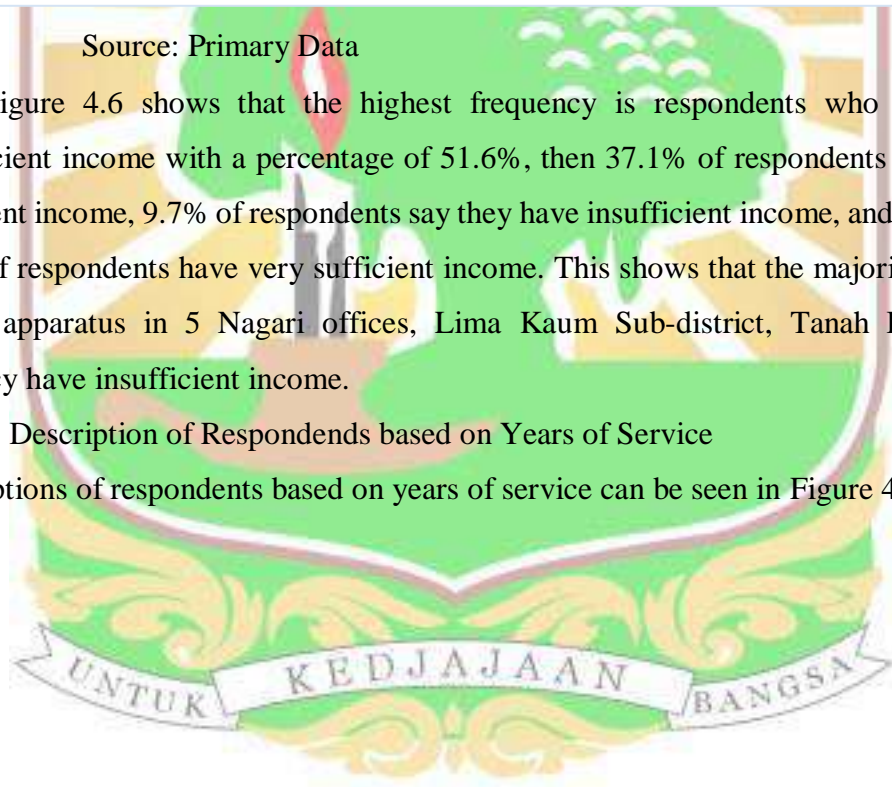 Source: Primary Data
igure 4.6 shows that the highest frequency is respondents who
cient income with a percentage of 51.6%, then 37.1% of respondents
ent income, 9.7% of respondents say they have insufficient income, and
f respondents have very sufficient income. This shows that the majori
apparatus in 5 Nagari offices, Lima Kaum Sub-district, Tanah
cy have insufficient income.
Description of Respondends based on Years of Service
ptions of respondents based on years of service can be seen in Figure 4
UNTUK KEDJAJAAN BANGSA